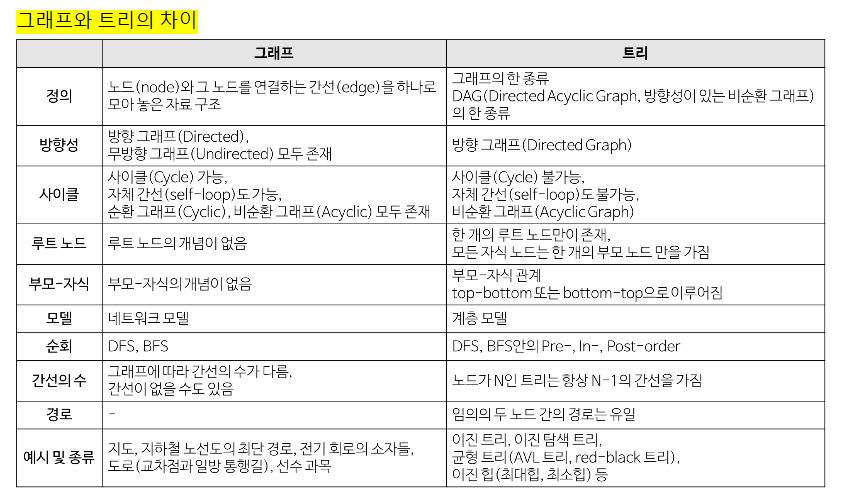 그래프와 트리의 차이
그래프
트리
정의
노드(node)와 그 노드를 연결하는 간선(edge)을 하나로
모아 놓은 자료 구조
그래프의 한 종류
DAG(Directed Acyclic Graph, 방향성이 있는 비순환 그래프)
의 한 종류
방향성
방향 그래프(Directed),
무방향 그래프(Undirected) 모두 존재
방향 그래프(Directed Graph)
사이클
사이클(Cycle) 가능,
자체 간선(self-loop)도 가능,
순환 그래프(Cyclic), 비순환 그래프(Acyclic) 모두 존재
사이클(Cycle) 불가능,
자체 간선(self-loop)도 불가능,
비순환 그래프(Acyclic Graph)
루트 노드
루트 노드의 개념이 없음
한 개의 루트 노드만이 존재,
모든 자식 노드는 한 개의 부모 노드 만을 가짐
부모-자식
부모-자식의 개념이 없음
부모-자식 관계
top-bottom 또는 bottom-top으로 이루어짐
모델
네트워크 모델
계층 모델
순회
DFS, BFS
DFS, BFS안의 Pre-, In-, Post-order
간선의 수
그래프에 따라 간선의 수가 다름,
간선이 없을 수도 있음
노드가 N인 트리는 항상 N-1의 간선을 가짐
경로
-
임의의 두 노드 간의 경로는 유일
예시 및 종류
지도, 지하철 노선도의 최단 경로, 전기 회로의 소자들,
도로(교차점과 일방 통행길), 선수 과목
이진 트리, 이진 탐색 트리,
균형 트리(AVL 트리, red-black 트리),
이진 힙(최대힙, 최소힙) 등